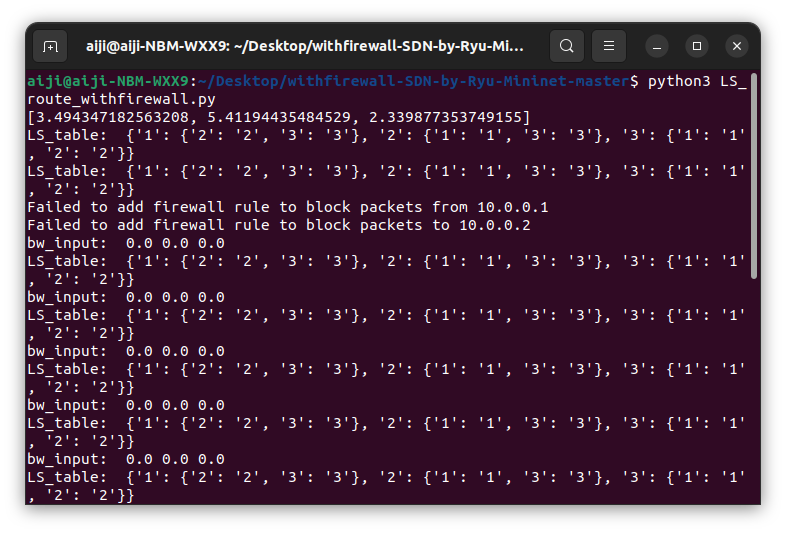 aiji@aiji-NBM-WXX9: ~/Desktop/withfirewall-SDN-by-Ryu-Mi...
aiji@aiji-NBM-WXX9:~/Desktop/withfirewall-SDN-by-Ryu-Mininet-master$ python3 LS_
route_withfirewall.py
[3.494347182563208, 5.41194435484529, 2.339877353749155]
LS_table:  {'1': {'2': '2', '3': '3'}, '2': {'1': '1', '3': '3'}, '3': {'1': '1'
, '2': '2'}}
LS_table:  {'1': {'2': '2', '3': '3'}, '2': {'1': '1', '3': '3'}, '3': {'1': '1'
, '2': '2'}}
Failed to add firewall rule to block packets from 10.0.0.1
Failed to add firewall rule to block packets to 10.0.0.2
bw_input:  0.0 0.0 0.0
LS_table:  {'1': {'2': '2', '3': '3'}, '2': {'1': '1', '3': '3'}, '3': {'1': '1'
, '2': '2'}}
bw_input:  0.0 0.0 0.0
LS_table:  {'1': {'2': '2', '3': '3'}, '2': {'1': '1', '3': '3'}, '3': {'1': '1'
, '2': '2'}}
bw_input:  0.0 0.0 0.0
LS_table:  {'1': {'2': '2', '3': '3'}, '2': {'1': '1', '3': '3'}, '3': {'1': '1'
, '2': '2'}}
bw_input:  0.0 0.0 0.0
LS_table:  {'1': {'2': '2', '3': '3'}, '2': {'1': '1', '3': '3'}, '3': {'1': '1'
, '2': '2'}}
bw_input:  0.0 0.0 0.0
LS_table:  {'1': {'2': '2', '3': '3'}, '2': {'1': '1', '3': '3'}, '3': {'1': '1'
, '2': '2'}}